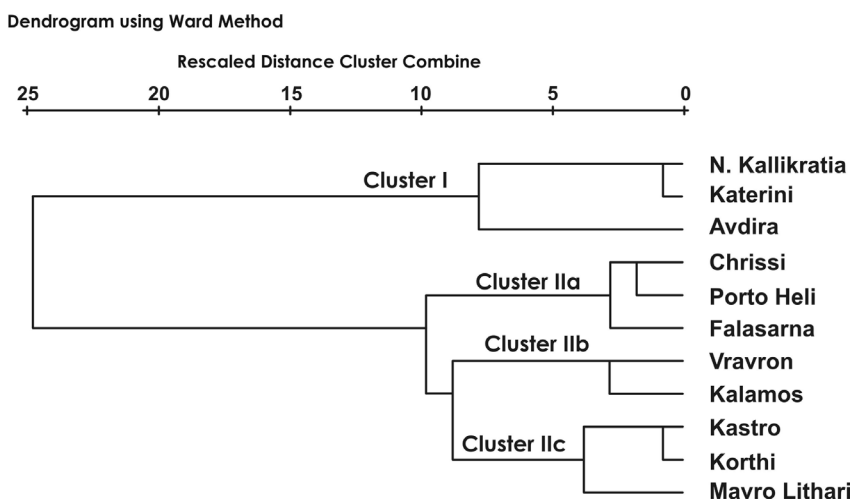 Dendrogram using Ward Method
Rescaled Distance Cluster Combine
25 20 15 10 5 0
N. Kallikratia
Cluster I
Katerini
Avdira
Chrissi
Cluster IIa
Porto Heli
Falasarna
Cluster IIb
Vravron
Kalamos
Kastro
Cluster IIc
Korthi
Mavro Lithari